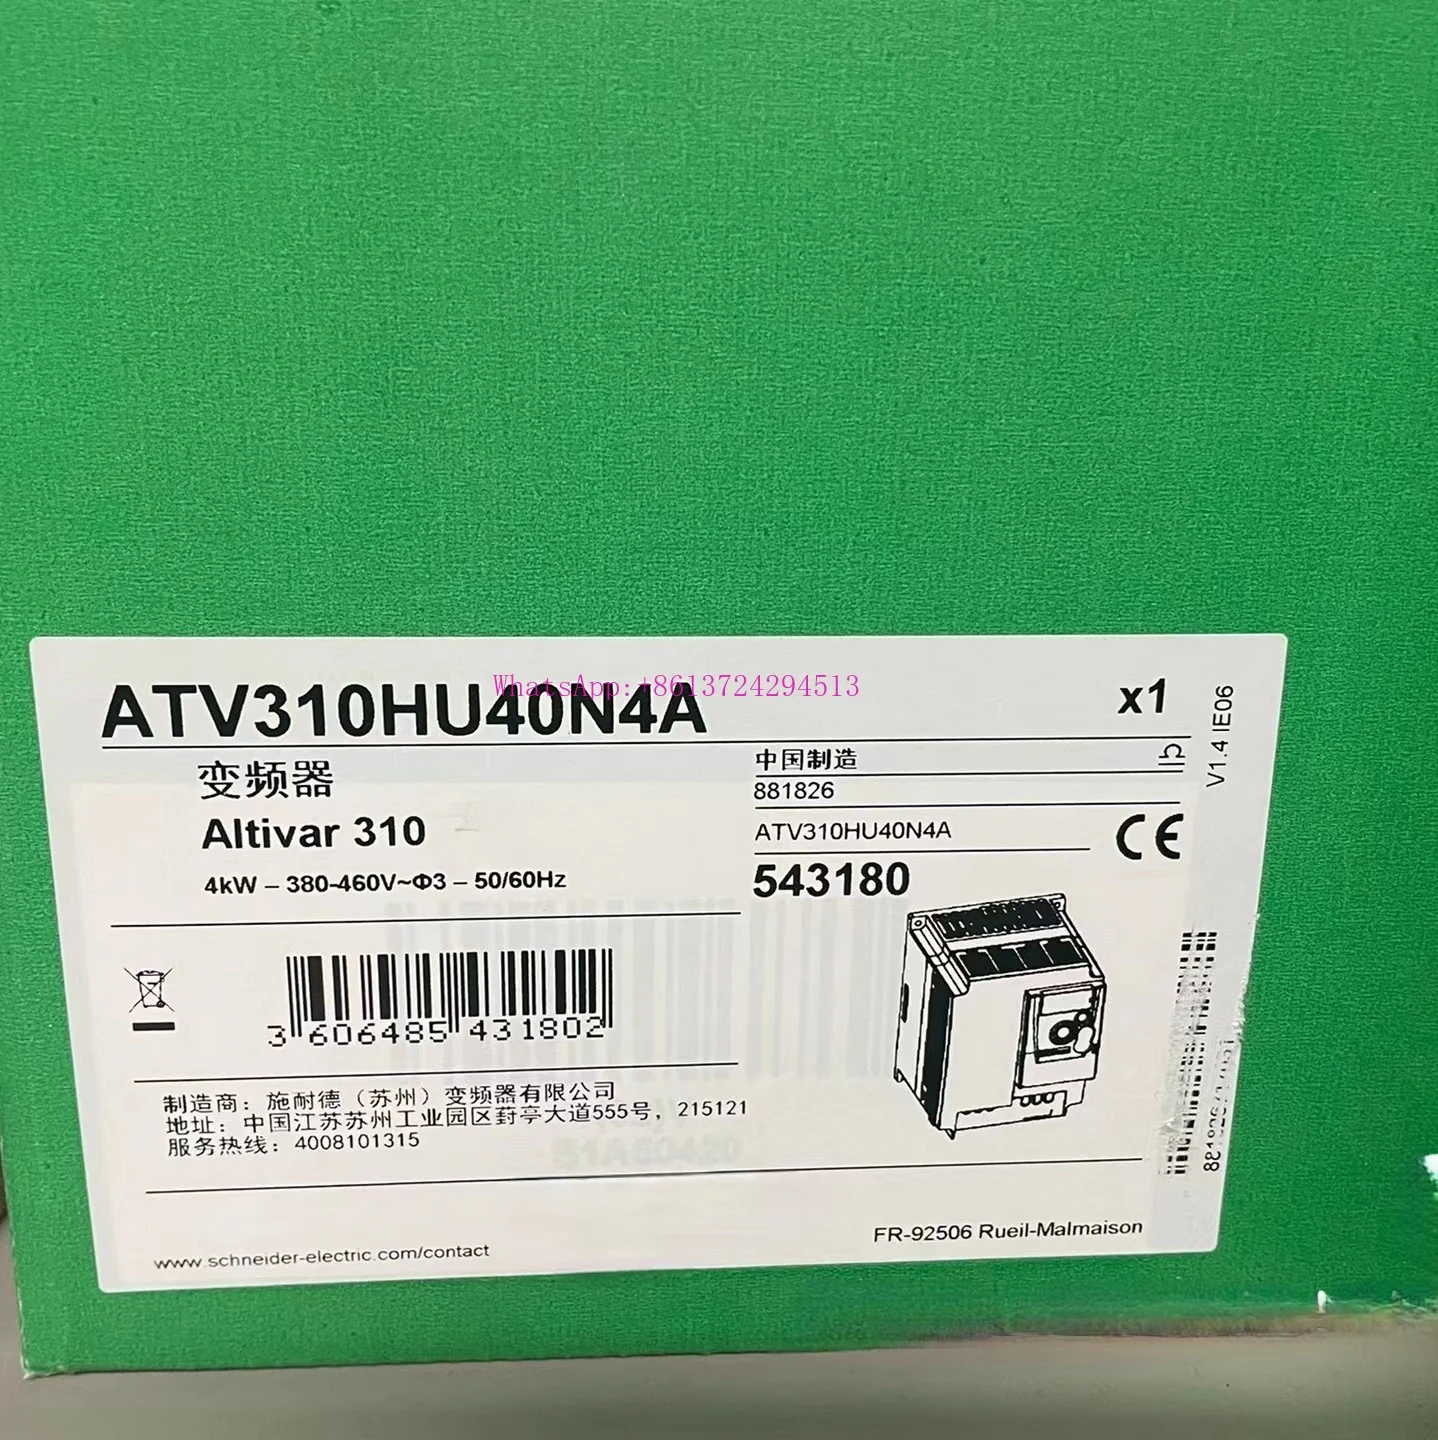 ATV310HU40N4A
WhatsApp:+8613724294513
x1
变频器
Altivar 310
4kW – 380-460V~Φ3 – 50/60Hz
中国制造
881826
ATV310HU40N4A
CE
543180
V1.4 IE06
3 606485 431802
制造商：施耐德（苏州）变频器有限公司
地址：中国江苏苏州工业园区葑亭大道555号，215121
服务热线：4008101315
S1A60420
www.schneider-electric.com/contact
FR-92506 Rueil-Malmaison